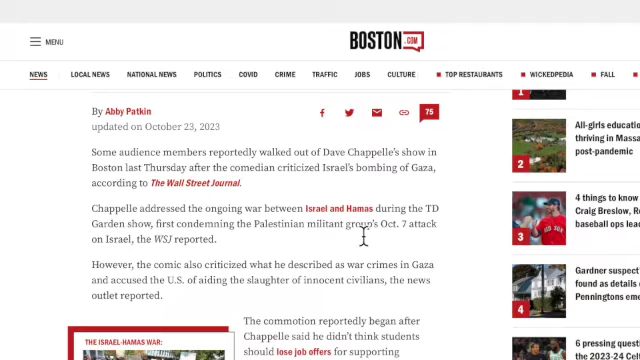 MENU
BOSTON.COM
NEWS
LOCAL NEWS
NATIONAL NEWS
POLITICS
COVID
CRIME
TRAFFIC
JOBS
CULTURE
TOP RESTAURANTS
WICKEDPEDIA
FALL
By Abby Patkin
updated on October 23, 2023
75
Some audience members reportedly walked out of Dave Chappelle's show in
Boston last Thursday after the comedian criticized Israel's bombing of Gaza,
according to The Wall Street Journal.
Chappelle addressed the ongoing war between Israel and Hamas during the TD
Garden show, first condemning the Palestinian militant group's Oct. 7 attack
on Israel, the WSJ reported.
However, the comic also criticized what he described as war crimes in Gaza
and accused the U.S. of aiding the slaughter of innocent civilians, the news
outlet reported.
THE ISRAEL-HAMAS WAR:
The commotion reportedly began after
Chappelle said he didn't think students
should lose job offers for supporting
1
2
All-girls educatio
thriving in Massa
post-pandemic
3
4 things to know
Craig Breslow, Re
baseball ops lead
4
Gardner suspect
found as details e
Penningtons eme
6 pressing quest
the 2023-24 Cel